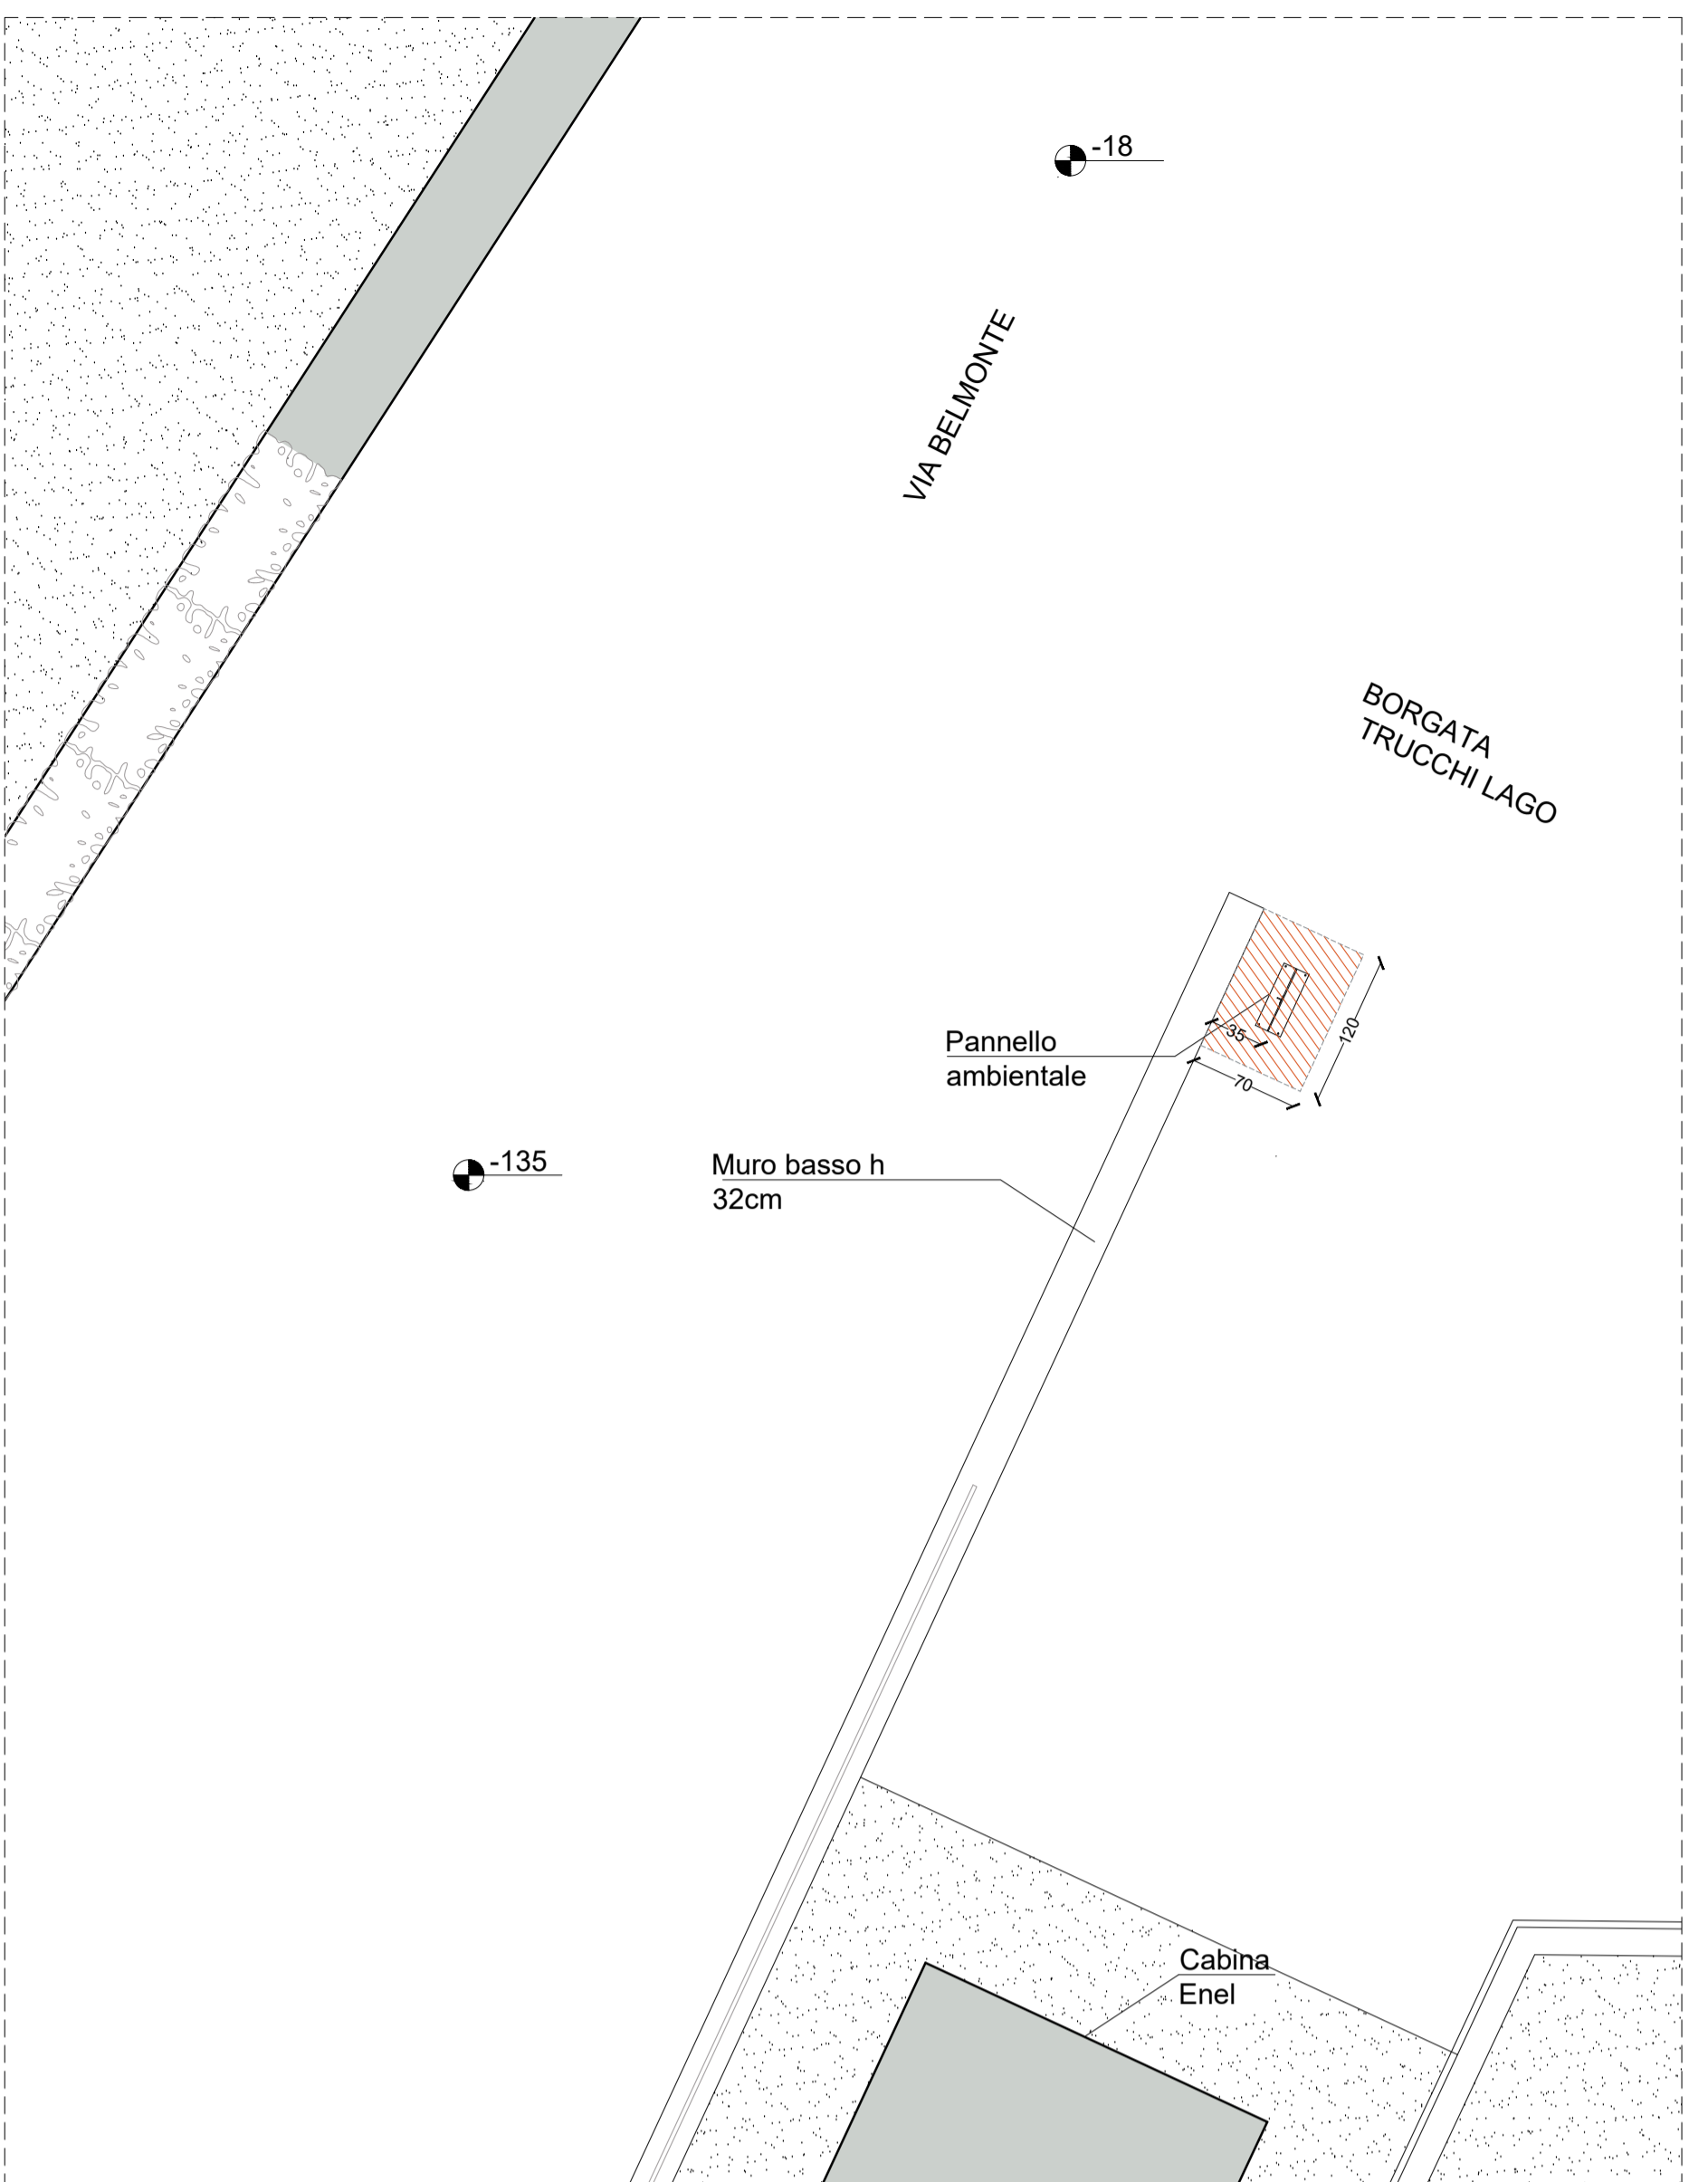 -18
VIA BELMONTE
BORGATA
TRUCCHI LAGO
35
120
70
Pannello
ambientale
-135
Muro basso h
32cm
Cabina
Enel